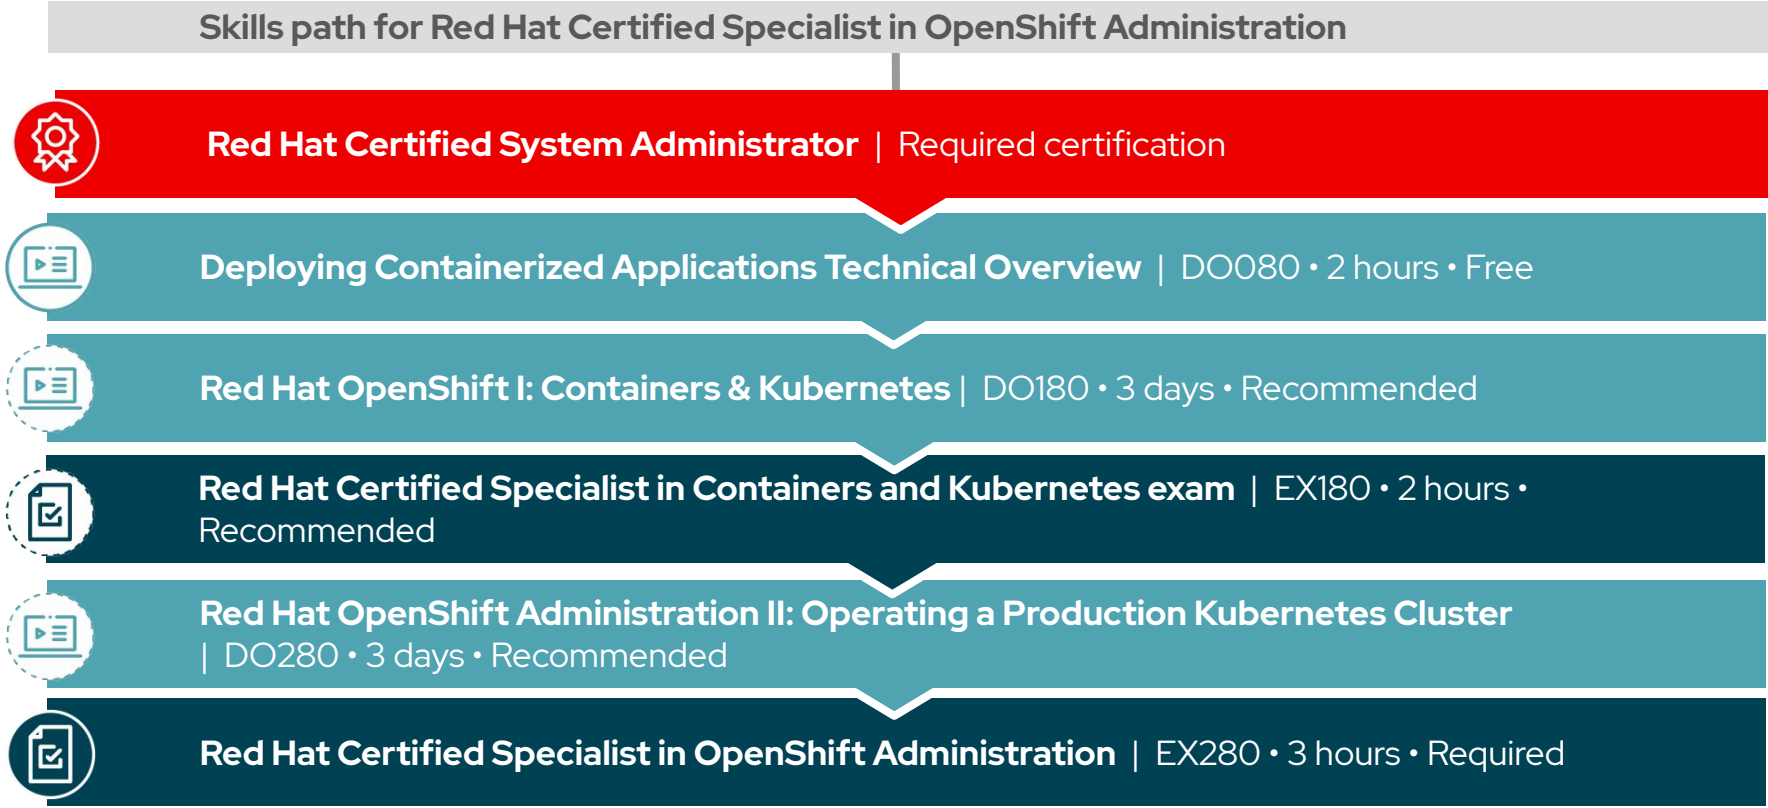 Skills path for Red Hat Certified Specialist in OpenShift Administration
Red Hat Certified System Administrator | Required certification
Deploying Containerized Applications Technical Overview | DO080 • 2 hours • Free
Red Hat OpenShift I: Containers & Kubernetes | DO180 • 3 days • Recommended
Red Hat Certified Specialist in Containers and Kubernetes exam | EX180 • 2 hours •
Recommended
Red Hat OpenShift Administration II: Operating a Production Kubernetes Cluster
| DO280 • 3 days • Recommended
Red Hat Certified Specialist in OpenShift Administration | EX280 • 3 hours • Required